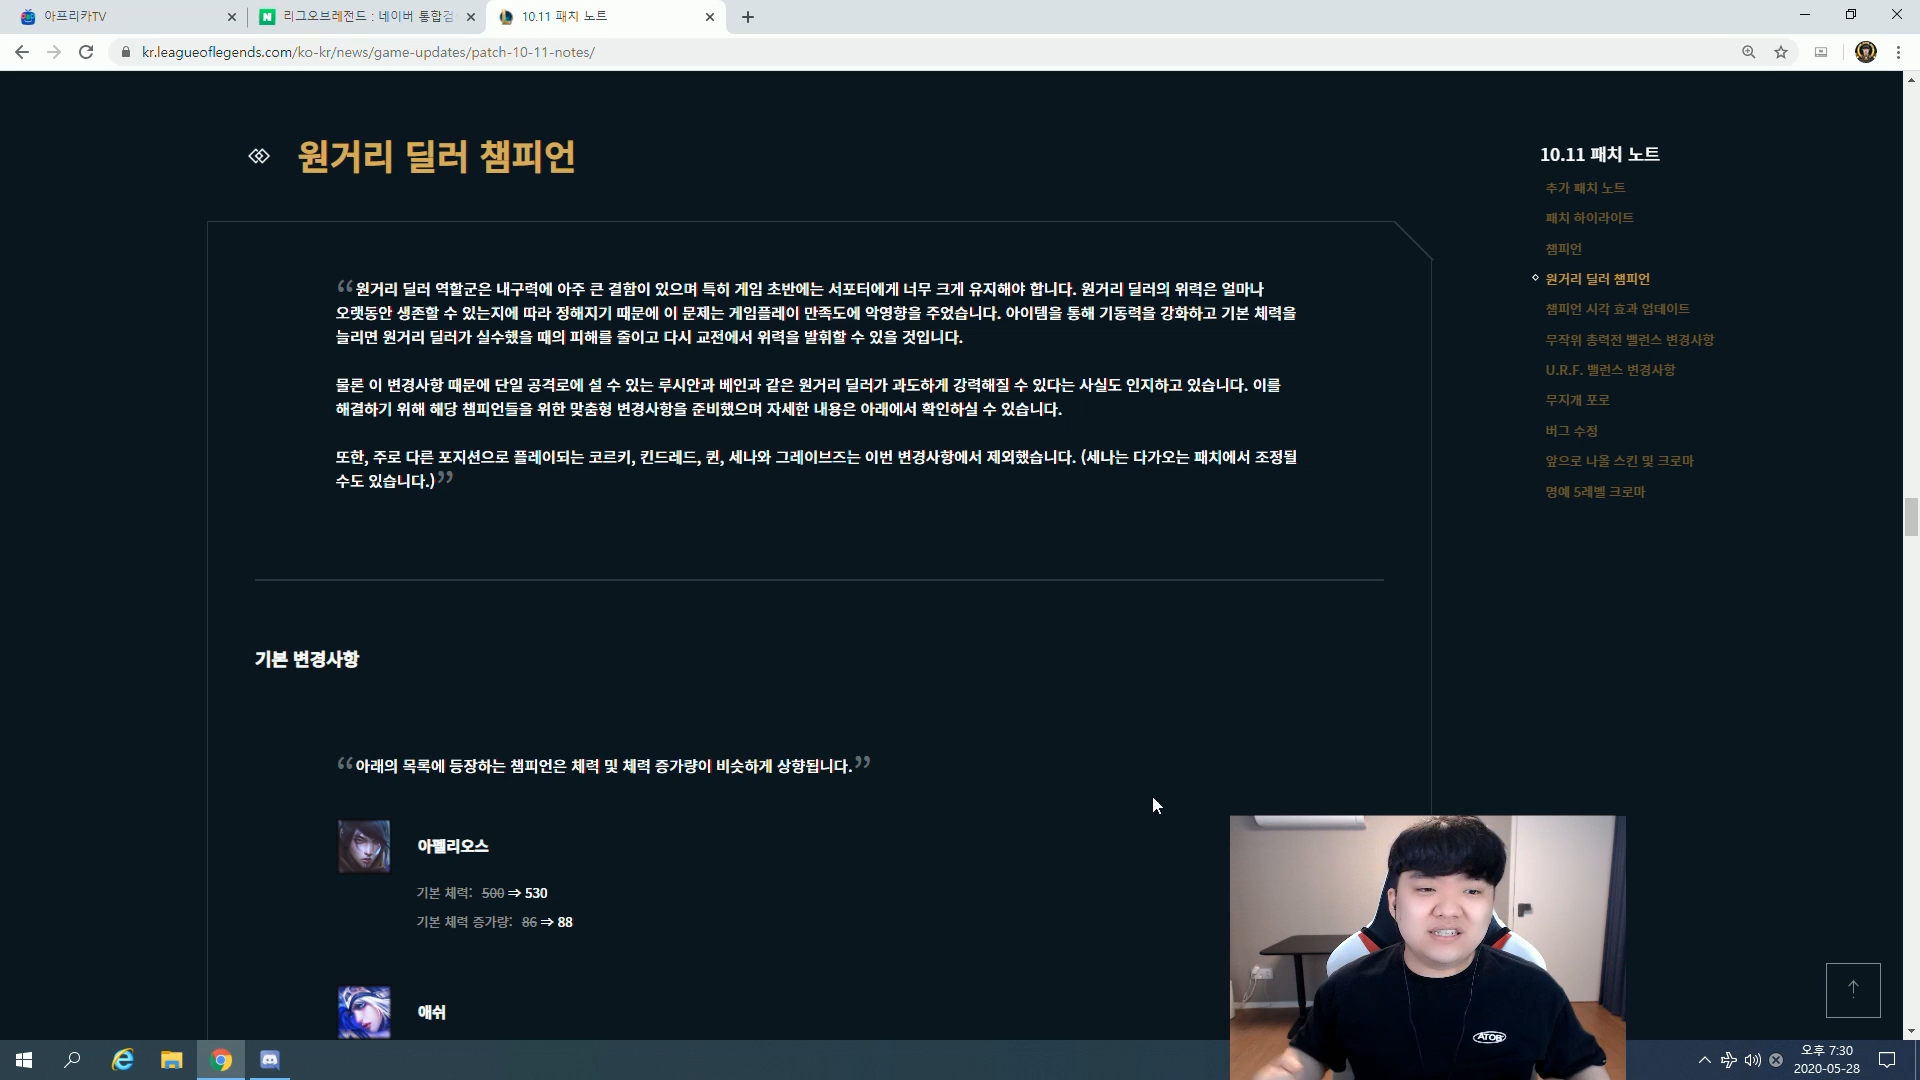 아프리카TV
리그오브레전드 : 네이버 통합검
10.11 패치 노트
kr.leagueoflegends.com/ko-kr/news/game-updates/patch-10-11-notes/
원거리 딜러 챔피언
“원거리 딜러 역할군은 내구력에 아주 큰 결함이 있으며 특히 게임 초반에는 서포터에게 너무 크게 유지해야 합니다. 원거리 딜러의 위력은 얼마나
오랫동안 생존할 수 있는지에 따라 정해지기 때문에 이 문제는 게임플레이 만족도에 악영향을 주었습니다. 아이템을 통해 기동력을 강화하고 기본 체력을
늘리면 원거리 딜러가 실수했을 때의 피해를 줄이고 다시 교전에서 위력을 발휘할 수 있을 것입니다.
물론 이 변경사항 때문에 단일 공격로에 설 수 있는 루시안과 베인과 같은 원거리 딜러가 과도하게 강력해질 수 있다는 사실도 인지하고 있습니다. 이를
해결하기 위해 해당 챔피언들을 위한 맞춤형 변경사항을 준비했으며 자세한 내용은 아래에서 확인하실 수 있습니다.
또한, 주로 다른 포지션으로 플레이되는 코르키, 킨드레드, 퀸, 세나와 그레이브즈는 이번 변경사항에서 제외했습니다. (세나는 다가오는 패치에서 조정될
수도 있습니다.)”
기본 변경사항
“아래의 목록에 등장하는 챔피언은 체력 및 체력 증가량이 비슷하게 상향됩니다.”
아펠리오스
기본 체력: 500 ⇒ 530
기본 체력 증가량: 86 ⇒ 88
애쉬
10.11 패치 노트
추가 패치 노트
패치 하이라이트
챔피언
원거리 딜러 챔피언
챔피언 시각 효과 업데이트
무작위 총력전 밸런스 변경사항
U.R.F. 밸런스 변경사항
무지개 포로
버그 수정
앞으로 나올 스킨 및 크로마
명예 5레벨 크로마
ATOB
오후 7:30
2020-05-28